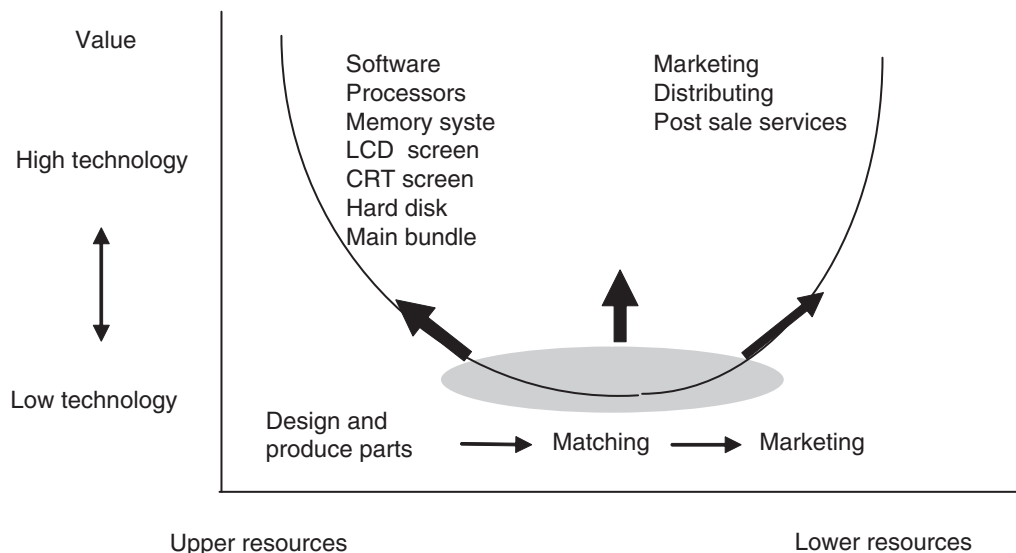 Value
High technology
Low technology
Software
Processors
Memory syste
LCD screen
CRT screen
Hard disk
Main bundle
Marketing
Distributing
Post sale services
Design and
produce parts
Matching
Marketing
Upper resources
Lower resources